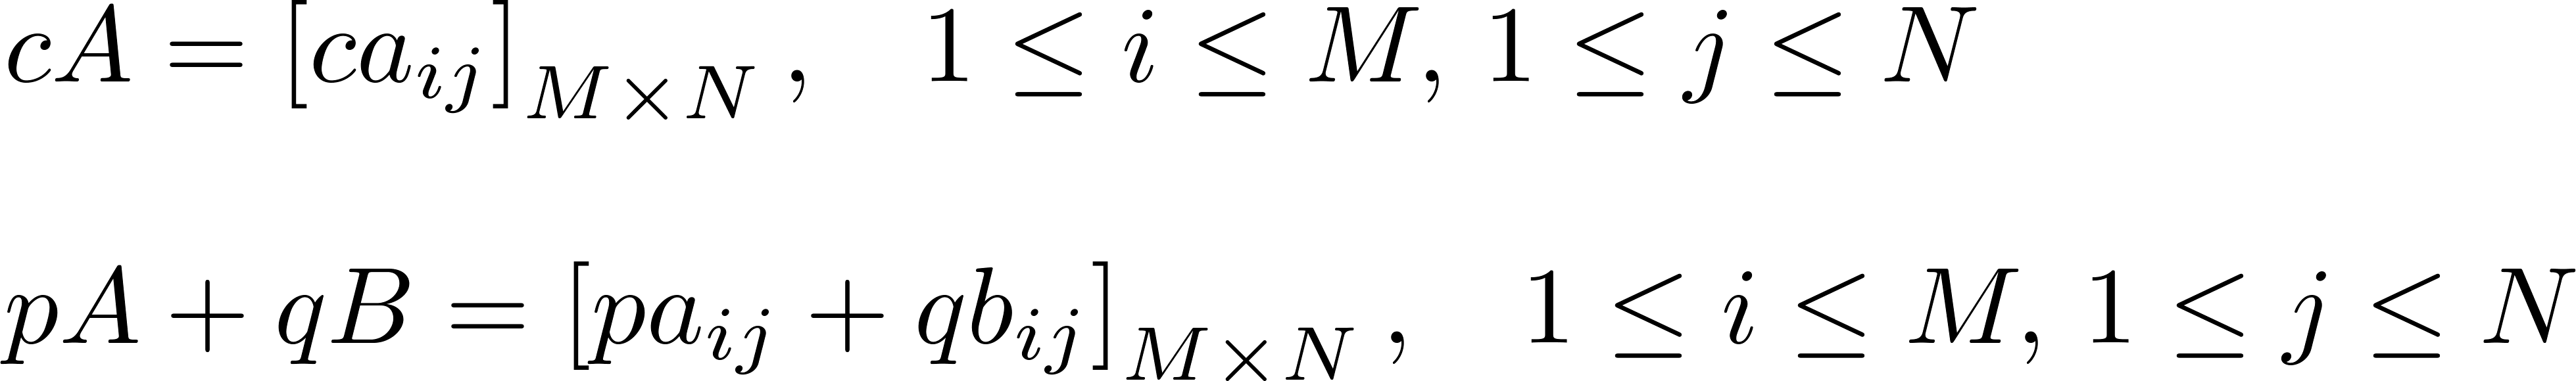 cA = [ca_{ij}]_{M×N} ,    1 ≤ i ≤ M, 1 ≤ j ≤ N
pA + qB = [pa_{ij} + qb_{ij}]_{M×N} ,    1 ≤ i ≤ M, 1 ≤ j ≤ N